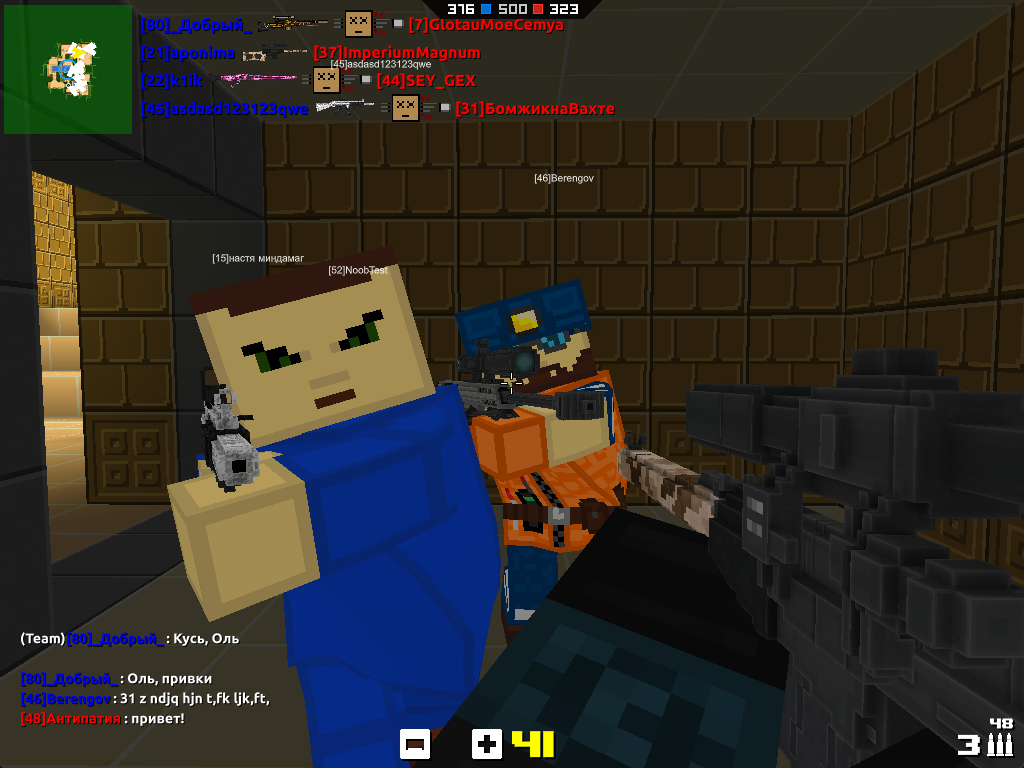 376 500 323
[80]_Добрый_ [7]GlotauMoeCemya
[21]aponima [37]ImperiumMagnum
[45]asdasd123123qwe
[22]k1ik [44]SEY_GEX
[45]asdasd123123qwe [31]БомжикнаВахте
[46]Berengov
[15]настя миндамаг
[52]NoobTest
(Team)[80]_Добрый_ : Кусь, Оль
[80]_Добрый_ : Оль, привки
[46]Berengov : 31 z ndjq hjn t,fk ljk,ft,
[48]Антипатия : привет!
41
48
3